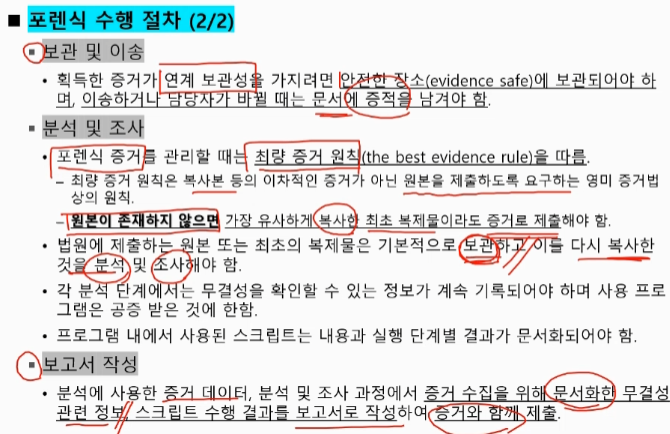 ■ 포렌식 수행 절차 (2/2)
▪ 보관 및 이송
• 획득한 증거가 연계 보관성을 가지려면 안전한 장소(evidence safe)에 보관되어야 하
며, 이송하거나 담당자가 바뀔 때는 문서에 증적을 남겨야 함.
▪ 분석 및 조사
• 포렌식 증거를 관리할 때는 최량 증거 원칙(the best evidence rule)을 따름.
– 최량 증거 원칙은 복사본 등의 이차적인 증거가 아닌 원본을 제출하도록 요구하는 영미 증거법
상의 원칙.
– 원본이 존재하지 않으면 가장 유사하게 복사한 최초 복제물이라도 증거로 제출해야 함.
• 법원에 제출하는 원본 또는 최초의 복제물은 기본적으로 보관하고 이를 다시 복사한
것을 분석 및 조사해야 함.
• 각 분석 단계에서는 무결성을 확인할 수 있는 정보가 계속 기록되어야 하며 사용 프로
그램은 공증 받은 것에 한함.
• 프로그램 내에서 사용된 스크립트는 내용과 실행 단계별 결과가 문서화되어야 함.
▪ 보고서 작성
• 분석에 사용한 증거 데이터, 분석 및 조사 과정에서 증거 수집을 위해 문서화한 무결성
관련 정보, 스크립트 수행 결과를 보고서로 작성하여 증거와 함께 제출.